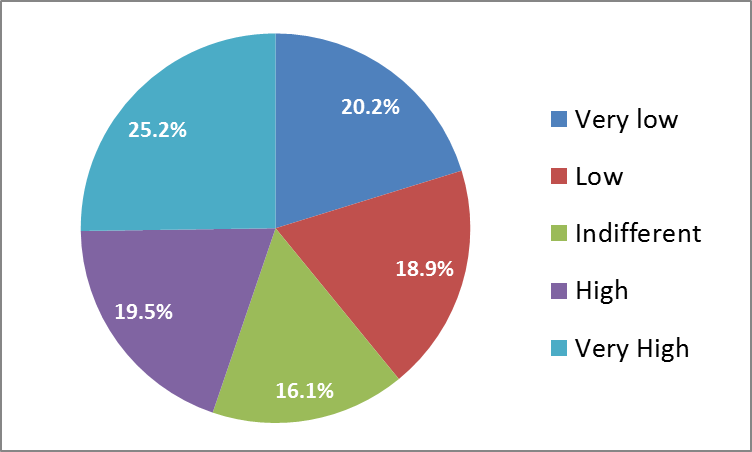 20.2%
18.9%
16.1%
19.5%
25.2%
Very low
Low
Indifferent
High
Very High